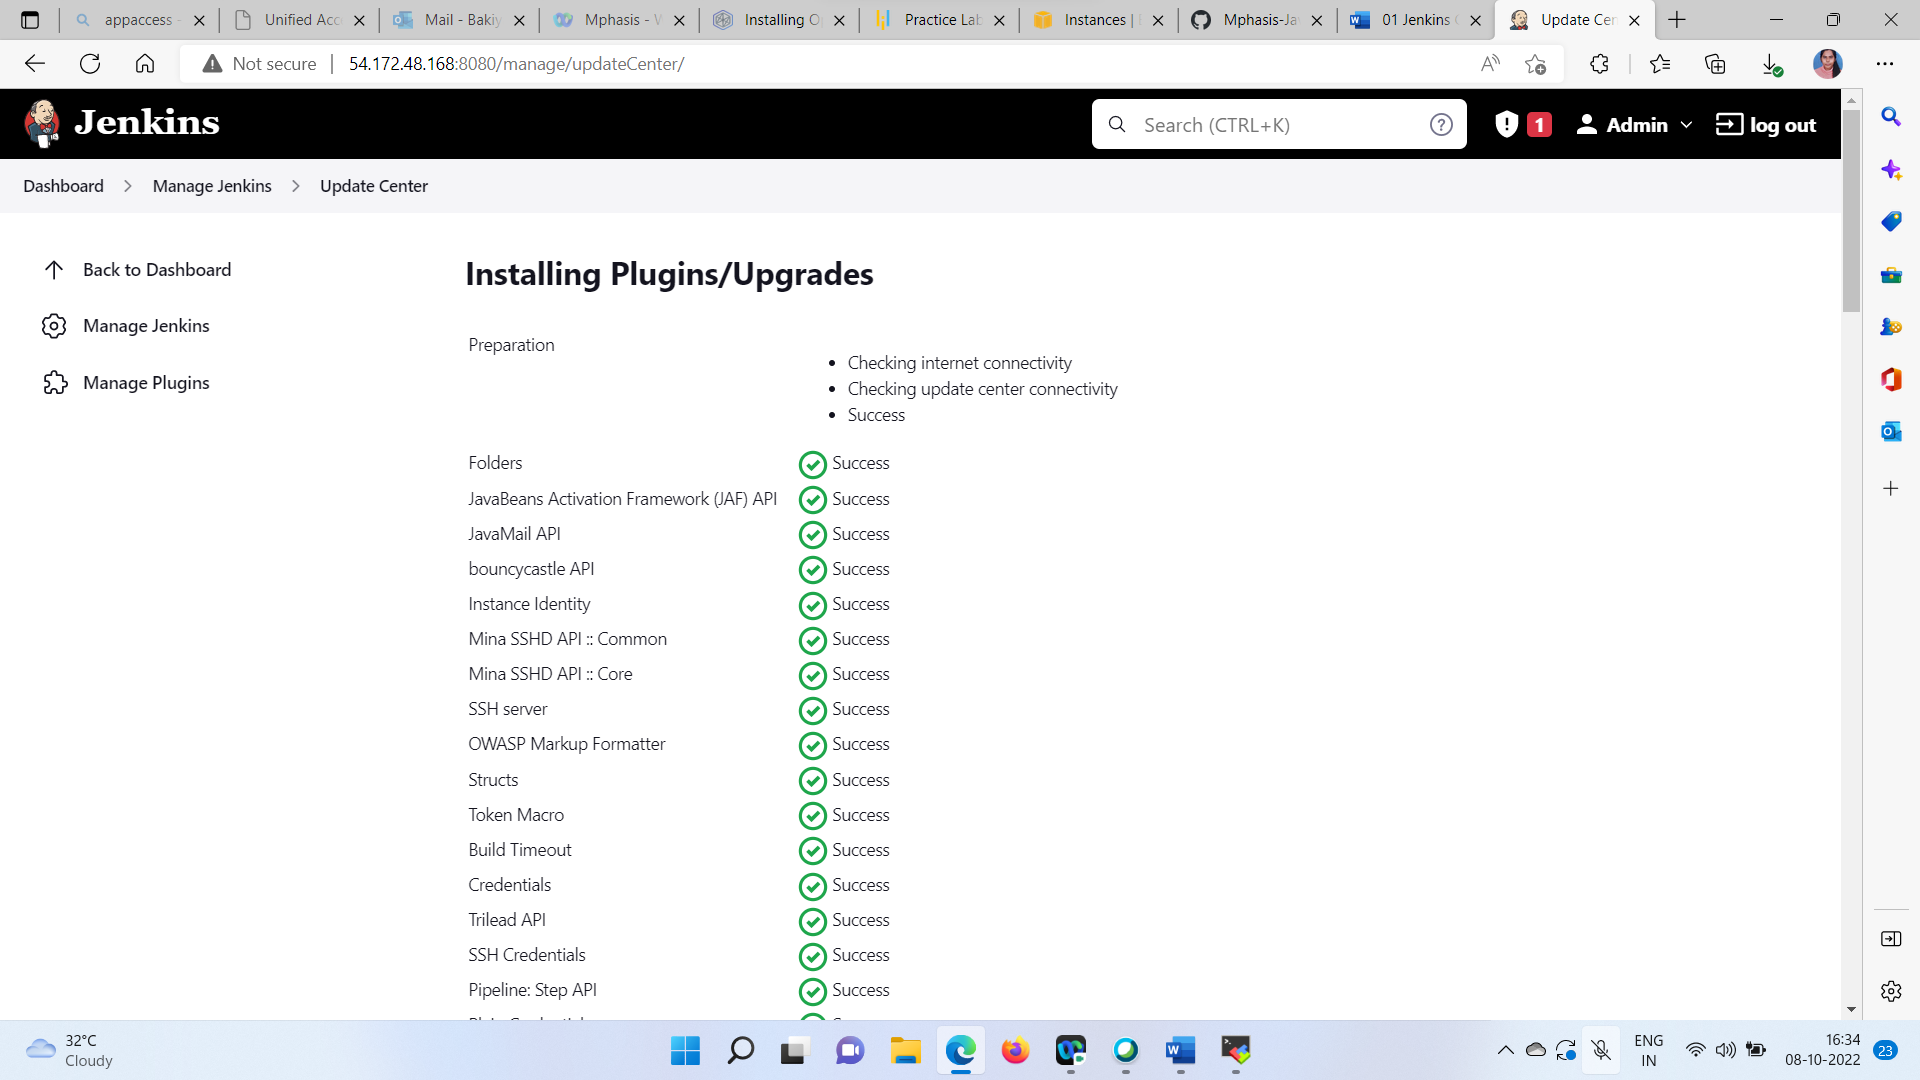 appaccess -
Unified Acc
Mail - Bakiy
Mphasis - V
Installing O
Practice Lab
Instances |
Mphasis-Ja
01 Jenkins
Update Cen
Not secure 54.172.48.168:8080/manage/updateCenter/
Jenkins
Search (CTRL+K)
1
Admin
log out
Dashboard
Manage Jenkins
Update Center
Back to Dashboard
Manage Jenkins
Manage Plugins
Installing Plugins/Upgrades
Preparation
• Checking internet connectivity
• Checking update center connectivity
• Success
Folders Success
JavaBeans Activation Framework (JAF) API Success
JavaMail API Success
bouncycastle API Success
Instance Identity Success
Mina SSHD API :: Common Success
Mina SSHD API :: Core Success
SSH server Success
OWASP Markup Formatter Success
Structs Success
Token Macro Success
Build Timeout Success
Credentials Success
Trilead API Success
SSH Credentials Success
Pipeline: Step API Success
32°C
Cloudy
ENG
IN
16:34
08-10-2022
23